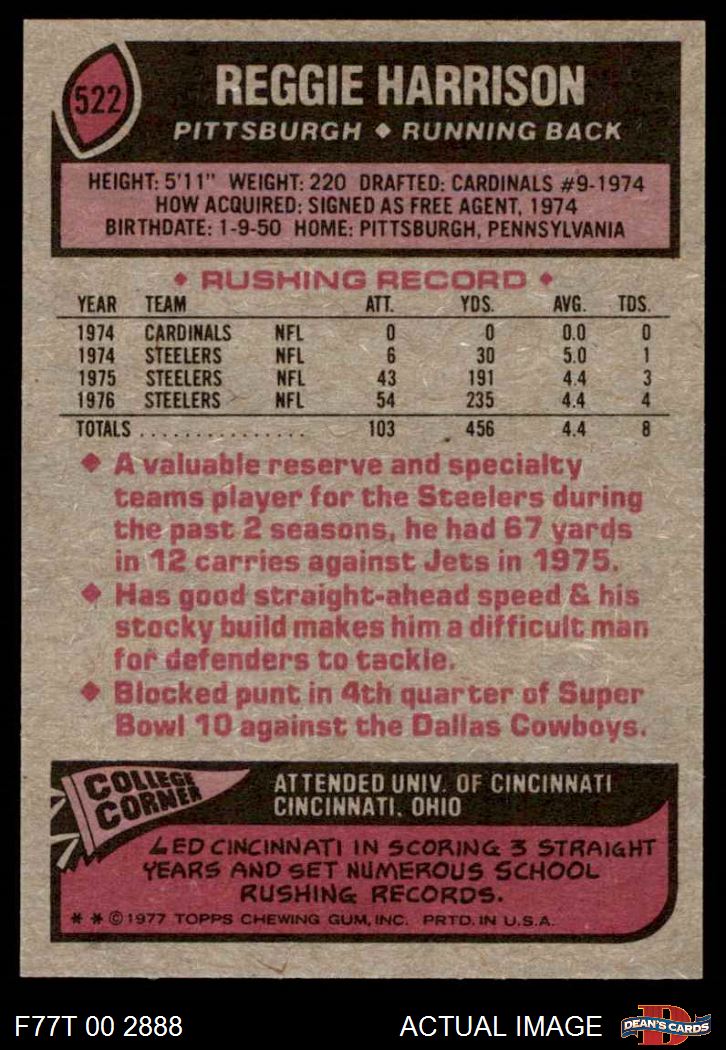 522
REGGIE HARRISON
PITTSBURGH ♦ RUNNING BACK
HEIGHT: 5'11" WEIGHT: 220 DRAFTED: CARDINALS #9-1974
HOW ACQUIRED: SIGNED AS FREE AGENT, 1974
BIRTHDATE: 1-9-50 HOME: PITTSBURGH, PENNSYLVANIA
♦ RUSHING RECORD ♦
YEAR TEAM ATT. YDS. AVG. TDS.
1974 CARDINALS NFL 0 0 0.0 0
1974 STEELERS NFL 6 30 5.0 1
1975 STEELERS NFL 43 191 4.4 3
1976 STEELERS NFL 54 235 4.4 4
TOTALS ............... 103 456 4.4 8
♦ A valuable reserve and specialty
teams player for the Steelers during
the past 2 seasons, he had 67 yards
in 12 carries against Jets in 1975.
♦ Has good straight-ahead speed & his
stocky build makes him a difficult man
for defenders to tackle.
♦ Blocked punt in 4th quarter of Super
Bowl 10 against the Dallas Cowboys.
COLLEGE
CORNER
ATTENDED UNIV. OF CINCINNATI
CINCINNATI, OHIO
LED CINCINNATI IN SCORING 3 STRAIGHT
YEARS AND SET NUMEROUS SCHOOL
RUSHING RECORDS.
* * © 1977 TOPPS CHEWING GUM, INC. PRTD. IN U.S.A.
F77T 00 2888
ACTUAL IMAGE
D
DEAN'S CARDS